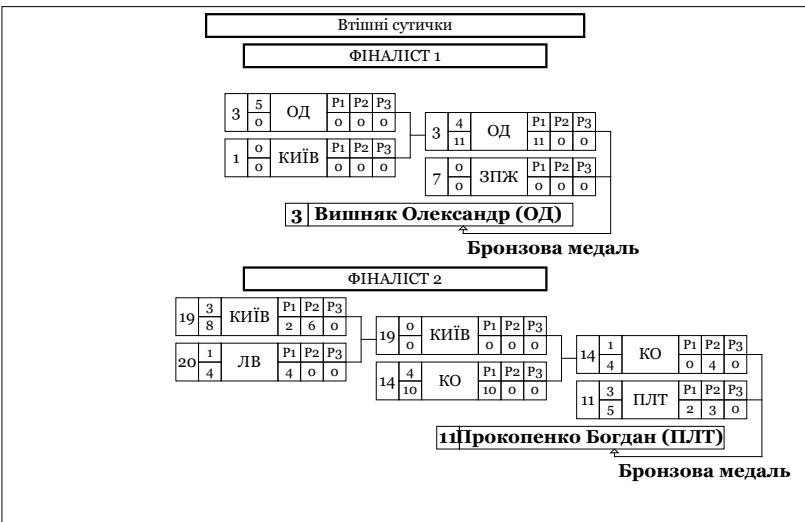 Втішні сутички
ФІНАЛІСТ 1
3 5 ОД Р1 Р2 Р3
0 0 0 0
1 0 КИЇВ Р1 Р2 Р3
0 0 0 0
3 4 ОД Р1 Р2 Р3
11 11 0 0
7 0 ЗПЖ Р1 Р2 Р3
0 0 0 0
3 Вишняк Олександр (ОД)
Бронзова медаль
ФІНАЛІСТ 2
19 3 КИЇВ Р1 Р2 Р3
8 2 6 0
20 1 ЛВ Р1 Р2 Р3
4 4 0 0
19 0 КИЇВ Р1 Р2 Р3
0 0 0 0
14 4 КО Р1 Р2 Р3
10 10 0 0
14 1 КО Р1 Р2 Р3
4 0 4 0
11 3 ПЛТ Р1 Р2 Р3
5 2 3 0
11 Прокопенко Богдан (ПЛТ)
Бронзова медаль